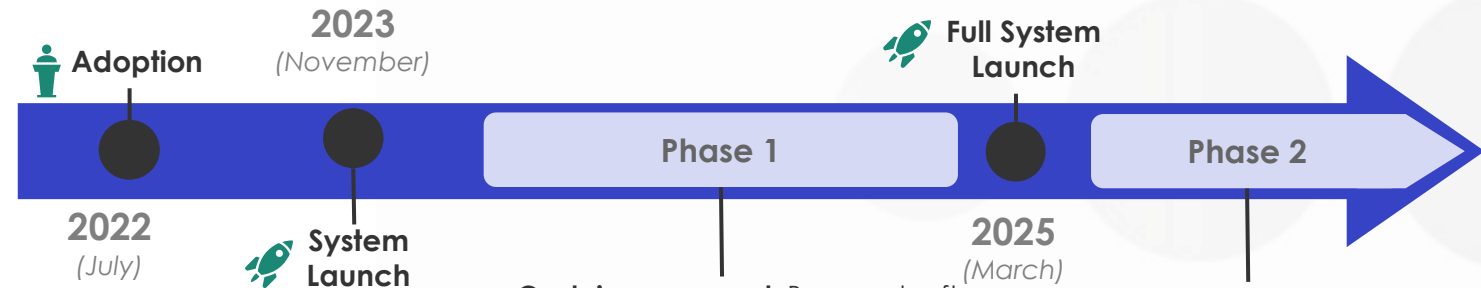 2023
(November)
Adoption
Full System
Launch
Phase 1
Phase 2
2022
(July)
System
Launch
2025
(March)